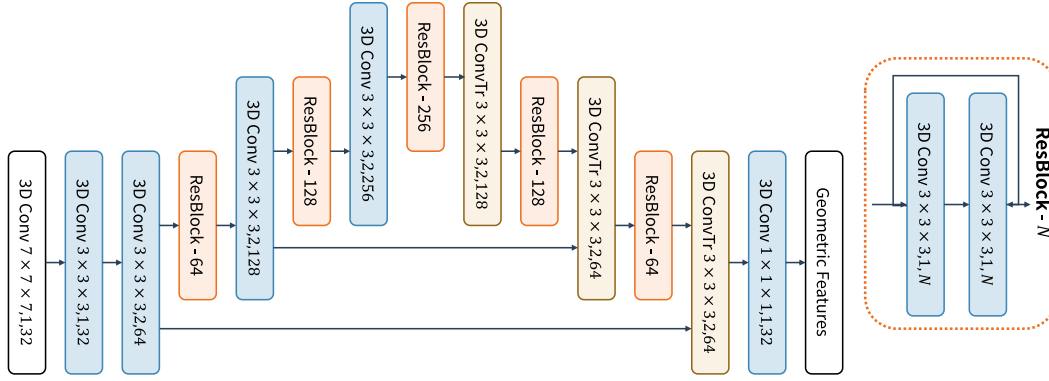 3D Conv 7 × 7 × 7,1,32
3D Conv 3 × 3 × 3,1,32
3D Conv 3 × 3 × 3,2,64
ResBlock - 64
3D Conv 3 × 3 × 3,2,128
ResBlock - 128
3D Conv 3 × 3 × 3,2,256
ResBlock - 256
3D ConvTr 3 × 3 × 3,2,128
ResBlock - 128
3D ConvTr 3 × 3 × 3,2,64
ResBlock - 64
3D ConvTr 3 × 3 × 3,2,64
3D Conv 1 × 1 × 1,1,32
Geometric Features
3D Conv 3 × 3 × 3,1, N
3D Conv 3 × 3 × 3,1, N
ResBlock - N